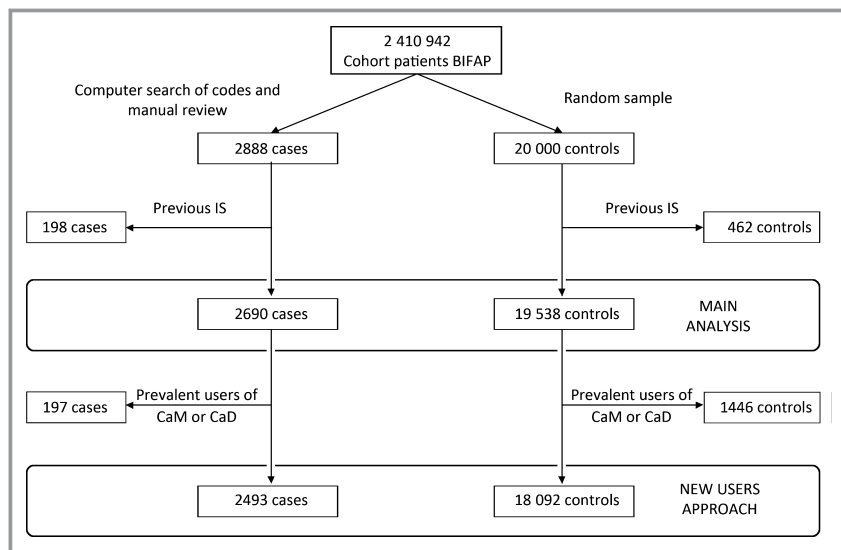 2 410 942
Cohort patients BIFAP
Computer search of codes and
manual review
Random sample
2888 cases
20 000 controls
Previous IS
Previous IS
198 cases
462 controls
2690 cases
19 538 controls
MAIN
ANALYSIS
Prevalent users of
CaM or CaD
Prevalent users of
CaM or CaD
197 cases
1446 controls
2493 cases
18 092 controls
NEW USERS
APPROACH